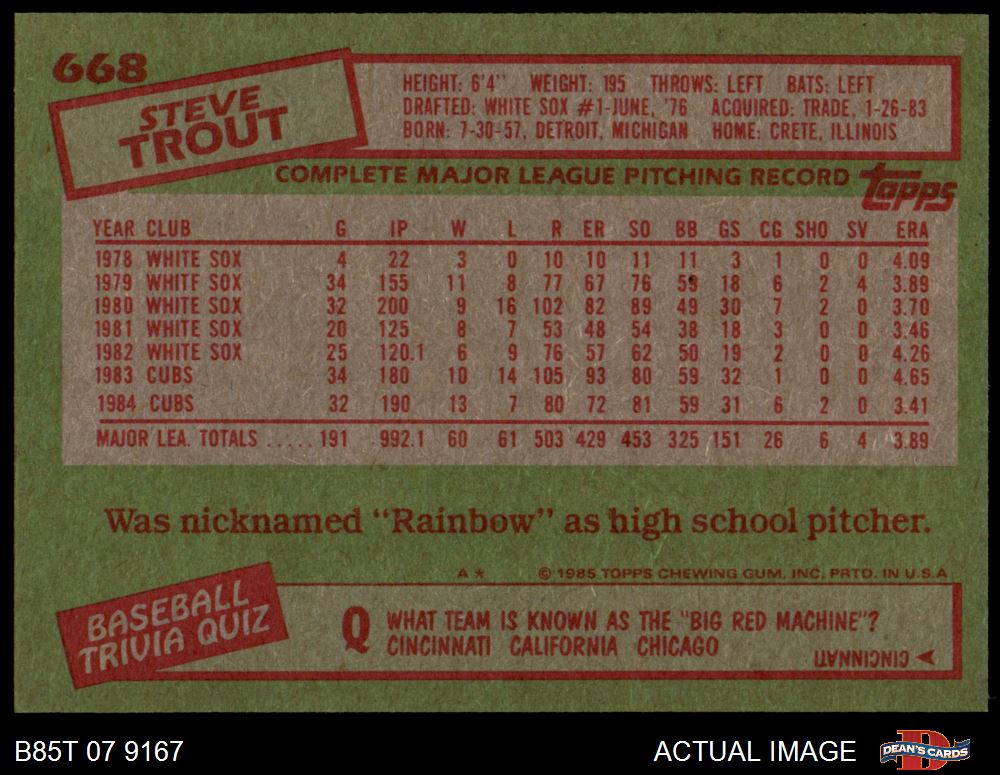 668
STEVE
TROUT
HEIGHT: 6'4" WEIGHT: 195 THROWS: LEFT BATS: LEFT
DRAFTED: WHITE SOX #1-JUNE, '76 ACQUIRED: TRADE, 1-26-83
BORN: 7-30-57, DETROIT, MICHIGAN HOME: CRETE, ILLINOIS
COMPLETE MAJOR LEAGUE PITCHING RECORD
topps
YEAR CLUB G IP W L R ER SO BB GS CG SHO SV ERA
1978 WHITE SOX 4 22 3 0 10 10 11 11 3 1 0 0 4.09
1979 WHITE SOX 34 155 11 8 77 67 76 59 18 6 2 4 3.89
1980 WHITE SOX 32 200 9 16 102 82 89 49 30 7 2 0 3.70
1981 WHITE SOX 20 125 8 7 53 48 54 38 18 3 0 0 3.46
1982 WHITE SOX 25 120.1 6 9 76 57 62 50 19 2 0 0 4.26
1983 CUBS 34 180 10 14 105 93 80 59 32 1 0 0 4.65
1984 CUBS 32 190 13 7 80 72 81 59 31 6 2 0 3.41
MAJOR LEA. TOTALS ..... 191 992.1 60 61 503 429 453 325 151 26 6 4 3.89
Was nicknamed "Rainbow" as high school pitcher.
A* © 1985 TOPPS CHEWING GUM, INC. PRTD. IN U.S.A
BASEBALL
TRIVIA QUIZ
Q WHAT TEAM IS KNOWN AS THE "BIG RED MACHINE"?
CINCINNATI CALIFORNIA CHICAGO
CINCINNATI
B85T 07 9167
ACTUAL IMAGE
DEAN'S CARDS